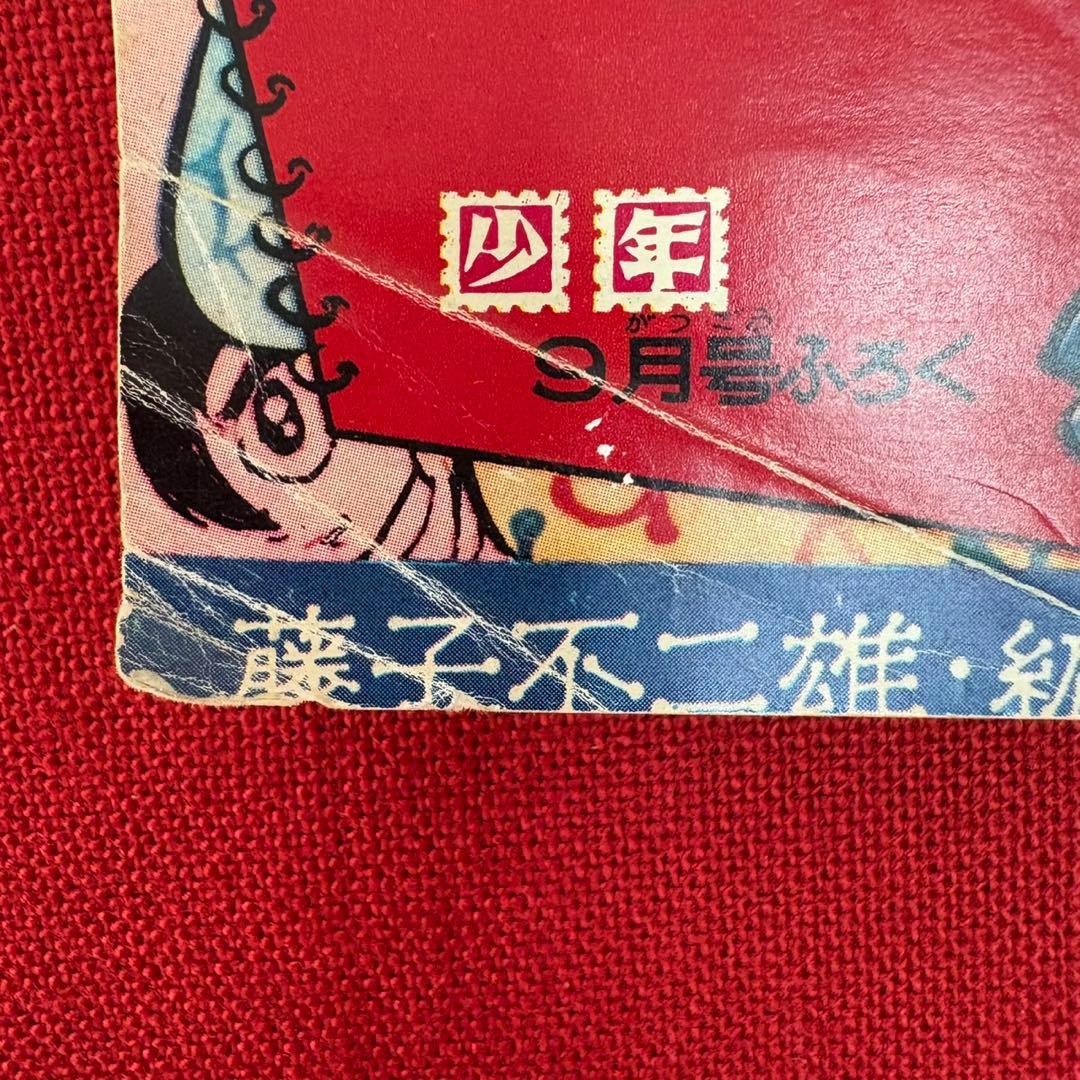 少年
9月号ふろく
がつごう
藤子不二雄・